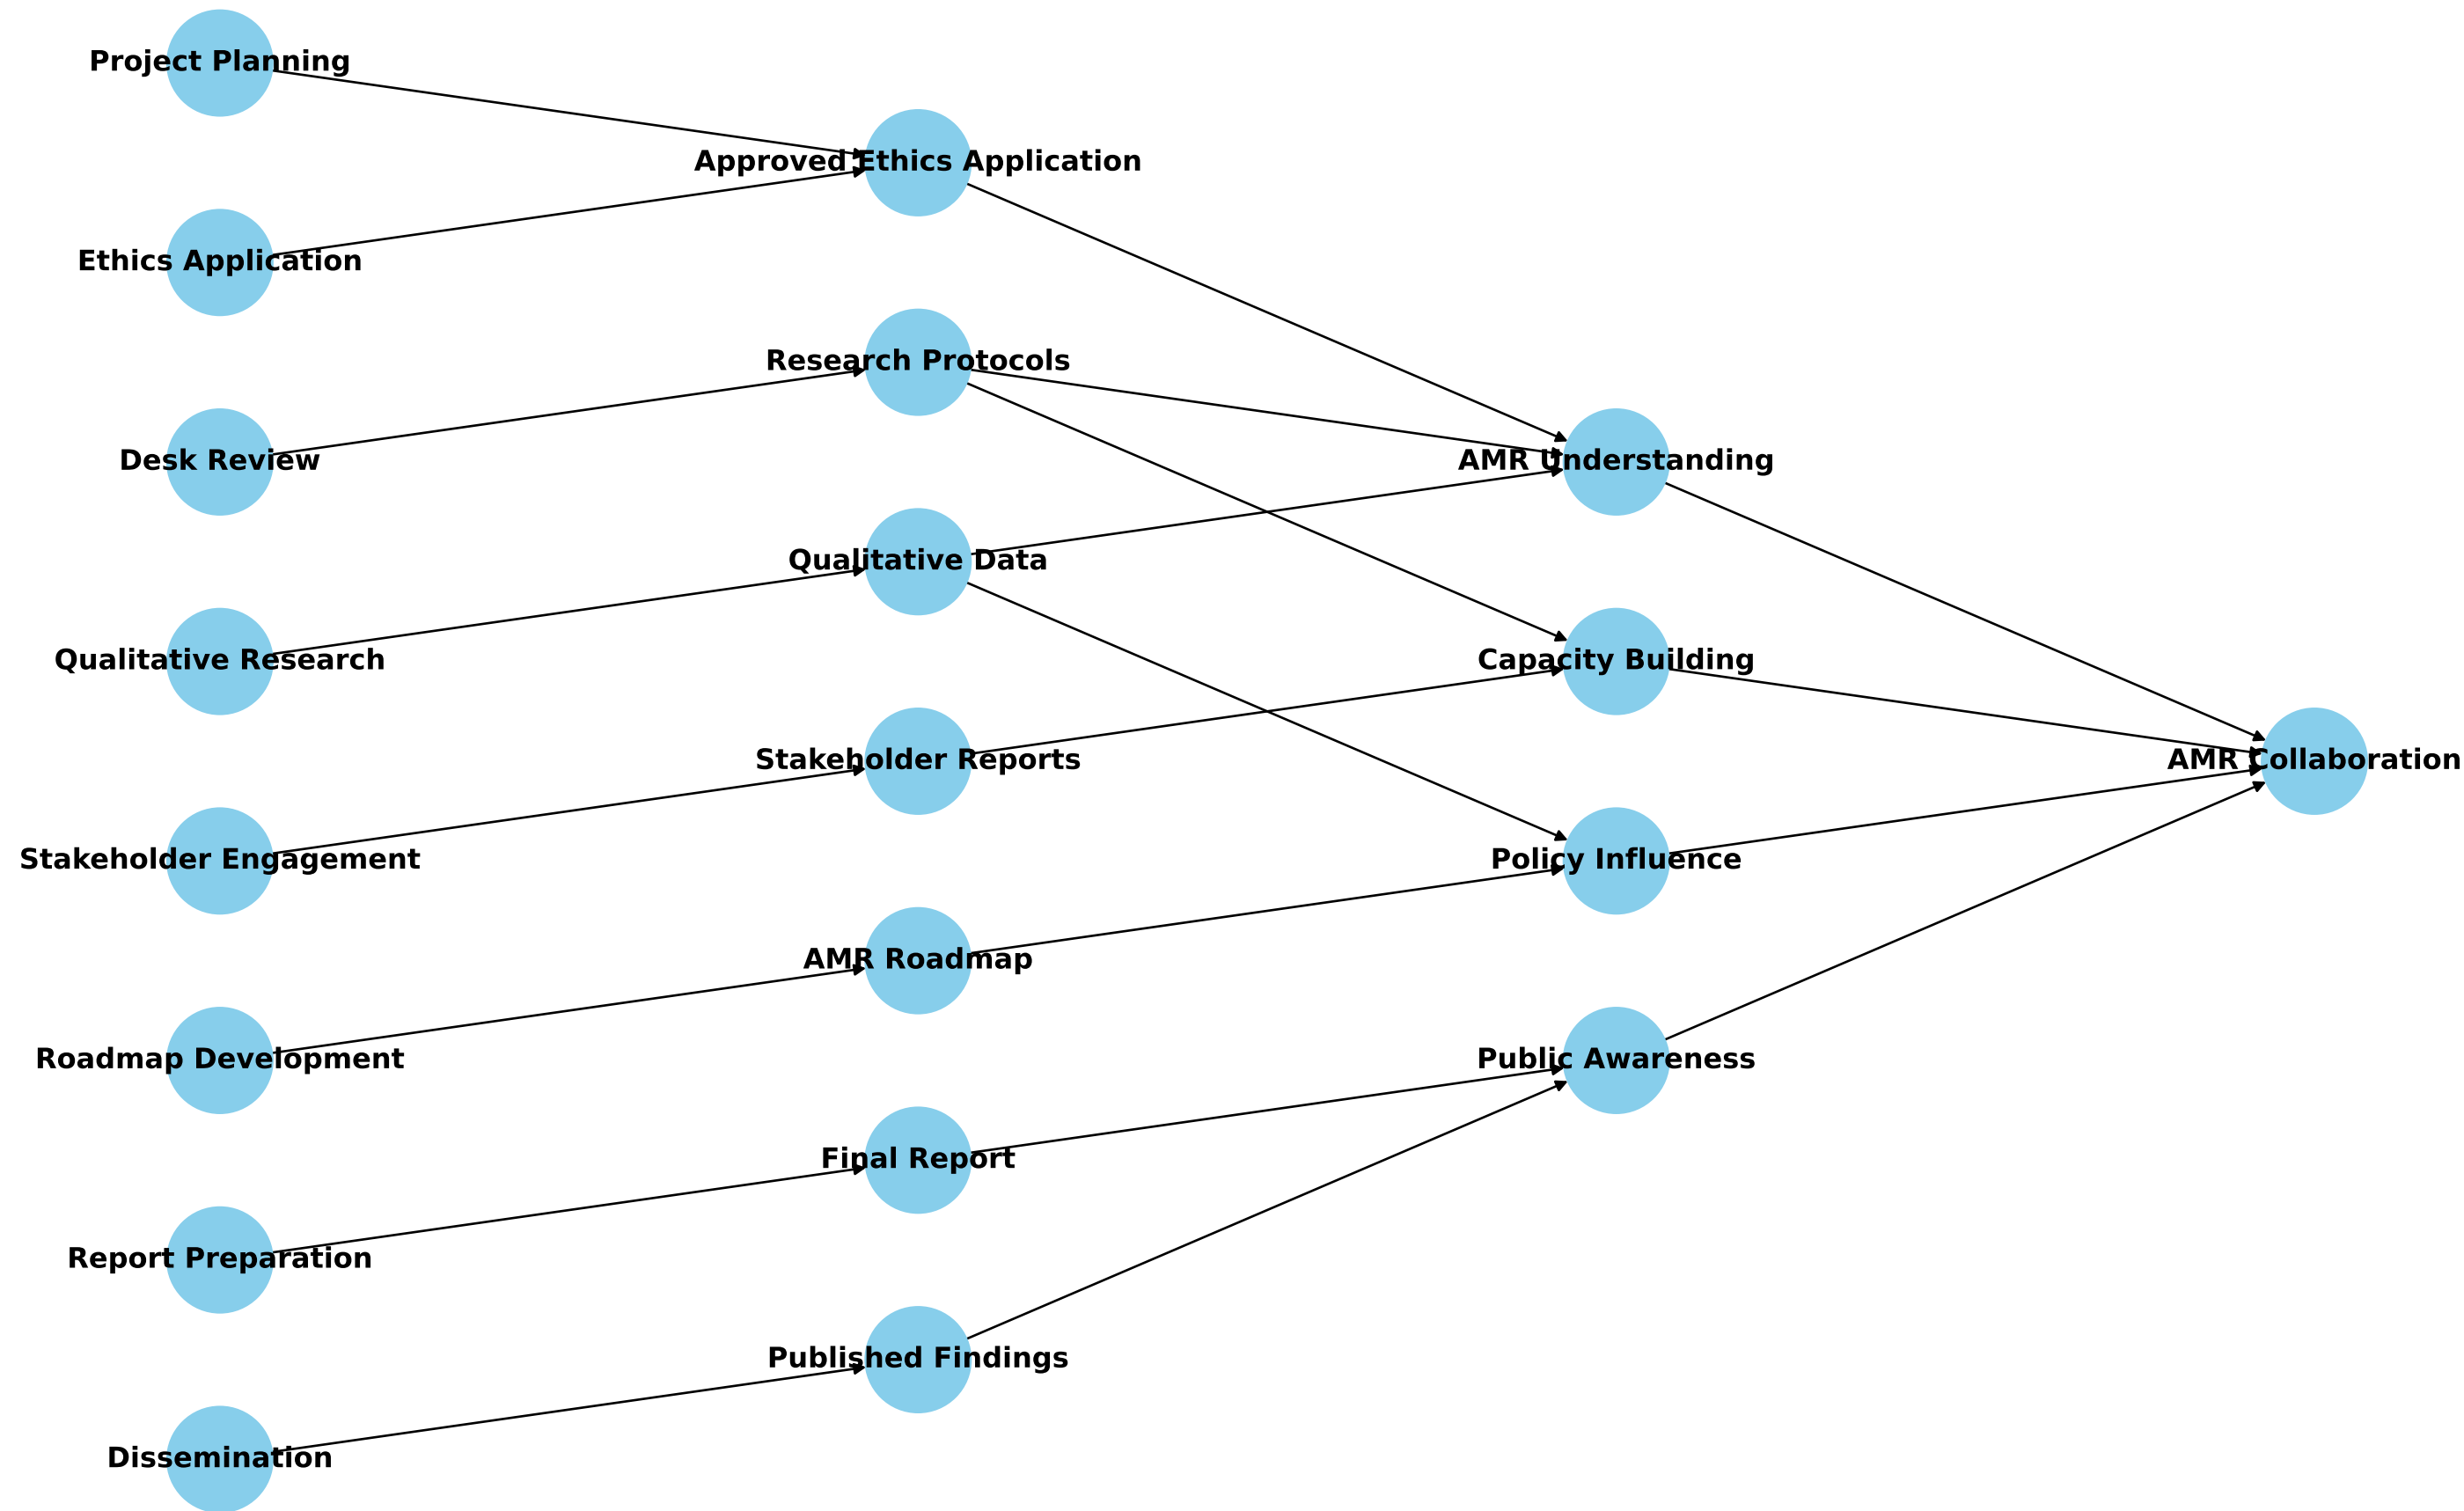 Project Planning
Ethics Application
Desk Review
Qualitative Research
Stakeholder Engagement
Roadmap Development
Report Preparation
Dissemination
Approved Ethics Application
Research Protocols
Qualitative Data
Stakeholder Reports
AMR Roadmap
Final Report
Published Findings
AMR Understanding
Capacity Building
Policy Influence
Public Awareness
AMR Collaboration